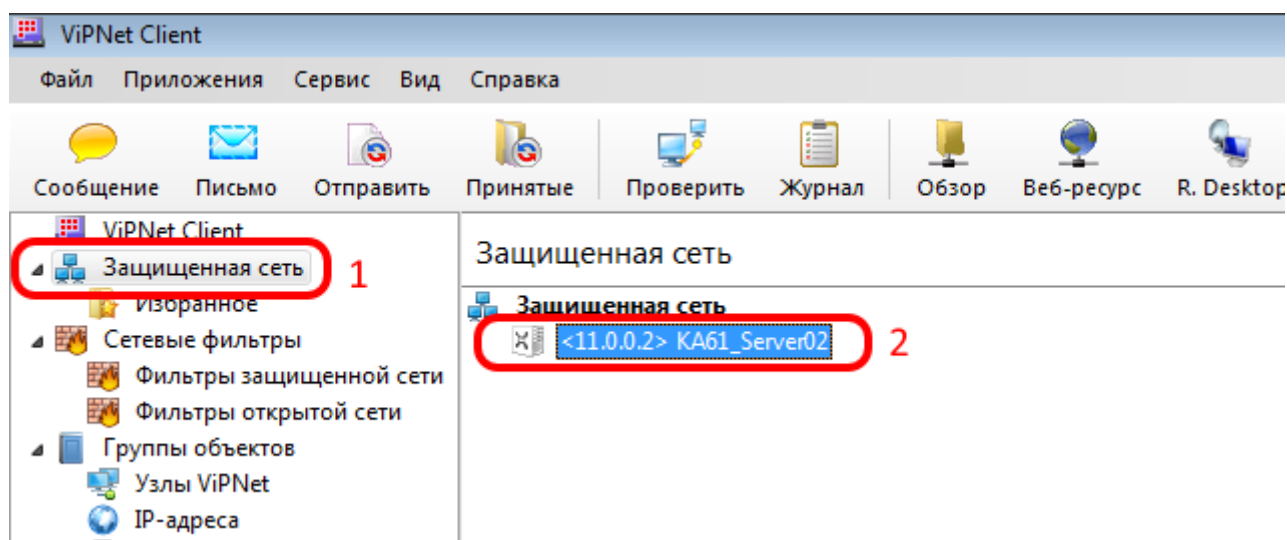 ViPNet Client
Файл Приложения Сервис Вид Справка
Сообщение Письмо Отправить Принятые Проверить Журнал Обзор Веб-ресурс R. Desktop
ViPNet Client
Защищенная сеть 1
Избранное
Сетевые фильтры
Фильтры защищенной сети
Фильтры открытой сети
Группы объектов
Узлы ViPNet
IP-адреса
Защищенная сеть
Защищенная сеть
<11.0.0.2> KA61_Server02 2